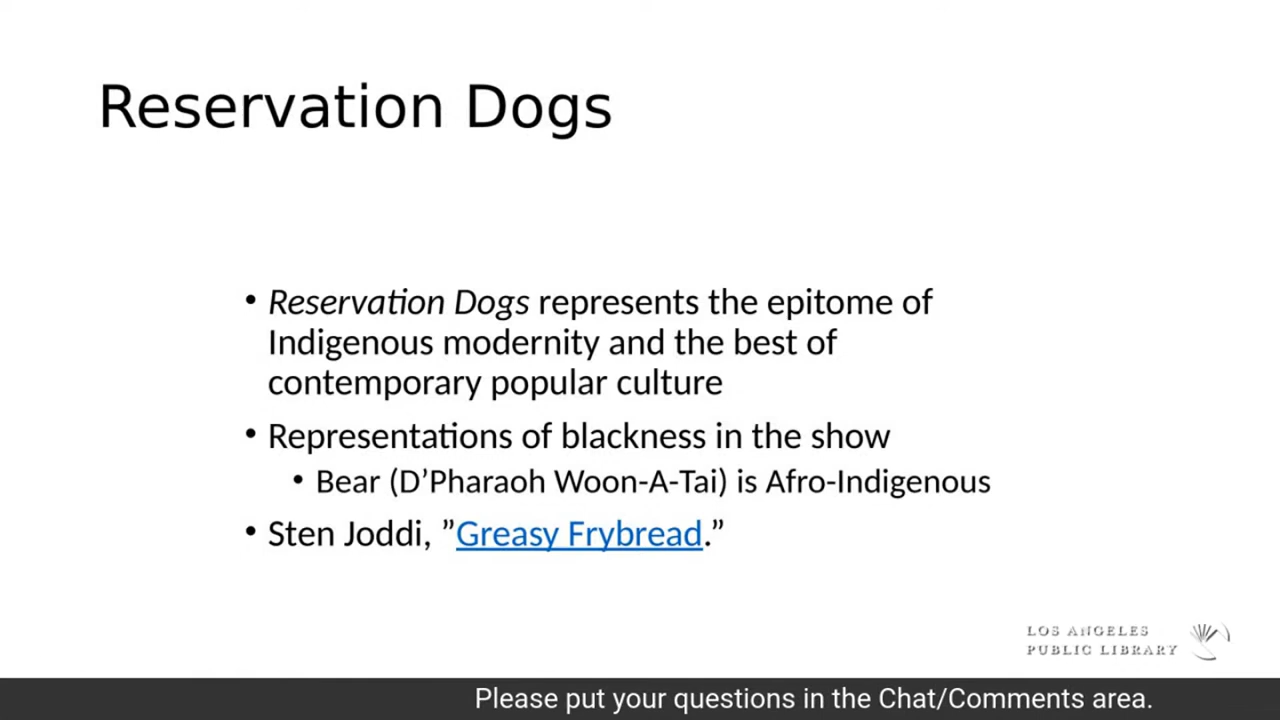 Reservation Dogs
• Reservation Dogs represents the epitome of
Indigenous modernity and the best of
contemporary popular culture
• Representations of blackness in the show
• Bear (D’Pharaoh Woon-A-Tai) is Afro-Indigenous
• Sten Joddi, ”Greasy Frybread.”
LOS ANGELES
PUBLIC LIBRARY
Please put your questions in the Chat/Comments area.